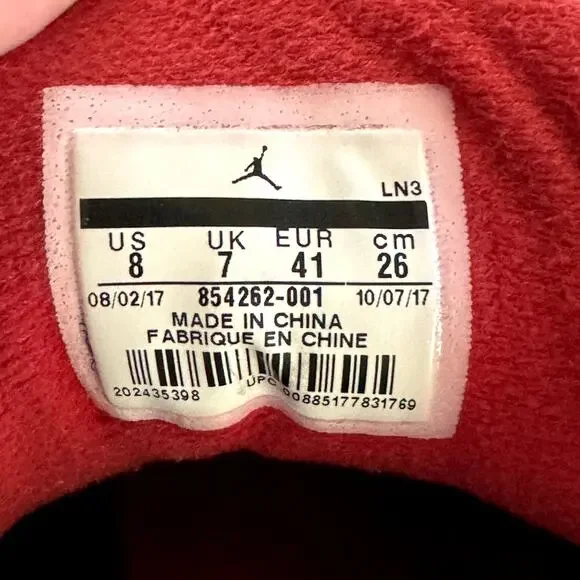 LN3
US UK EUR cm
8 7 41 26
08/02/17 854262-001 10/07/17
MADE IN CHINA
FABRIQUE EN CHINE
202435398 UPC 00885177831769